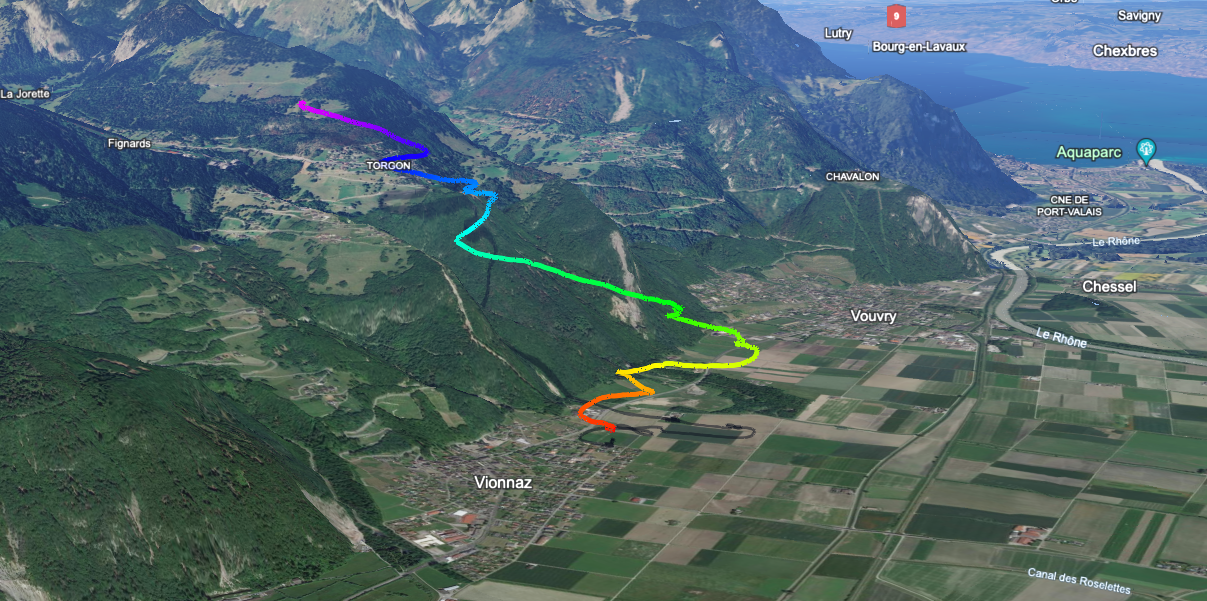 Savigny
9
Lutry
Bourg-en-Lavaux
Chexbres
La Jorette
Fignards
Aquaparc
TORGON
CHAVALON
CNE DE
PORT-VALAIS
Le Rhône
Chessel
Vouvry
Le Rhône
Vionnaz
Canal des Roselettes